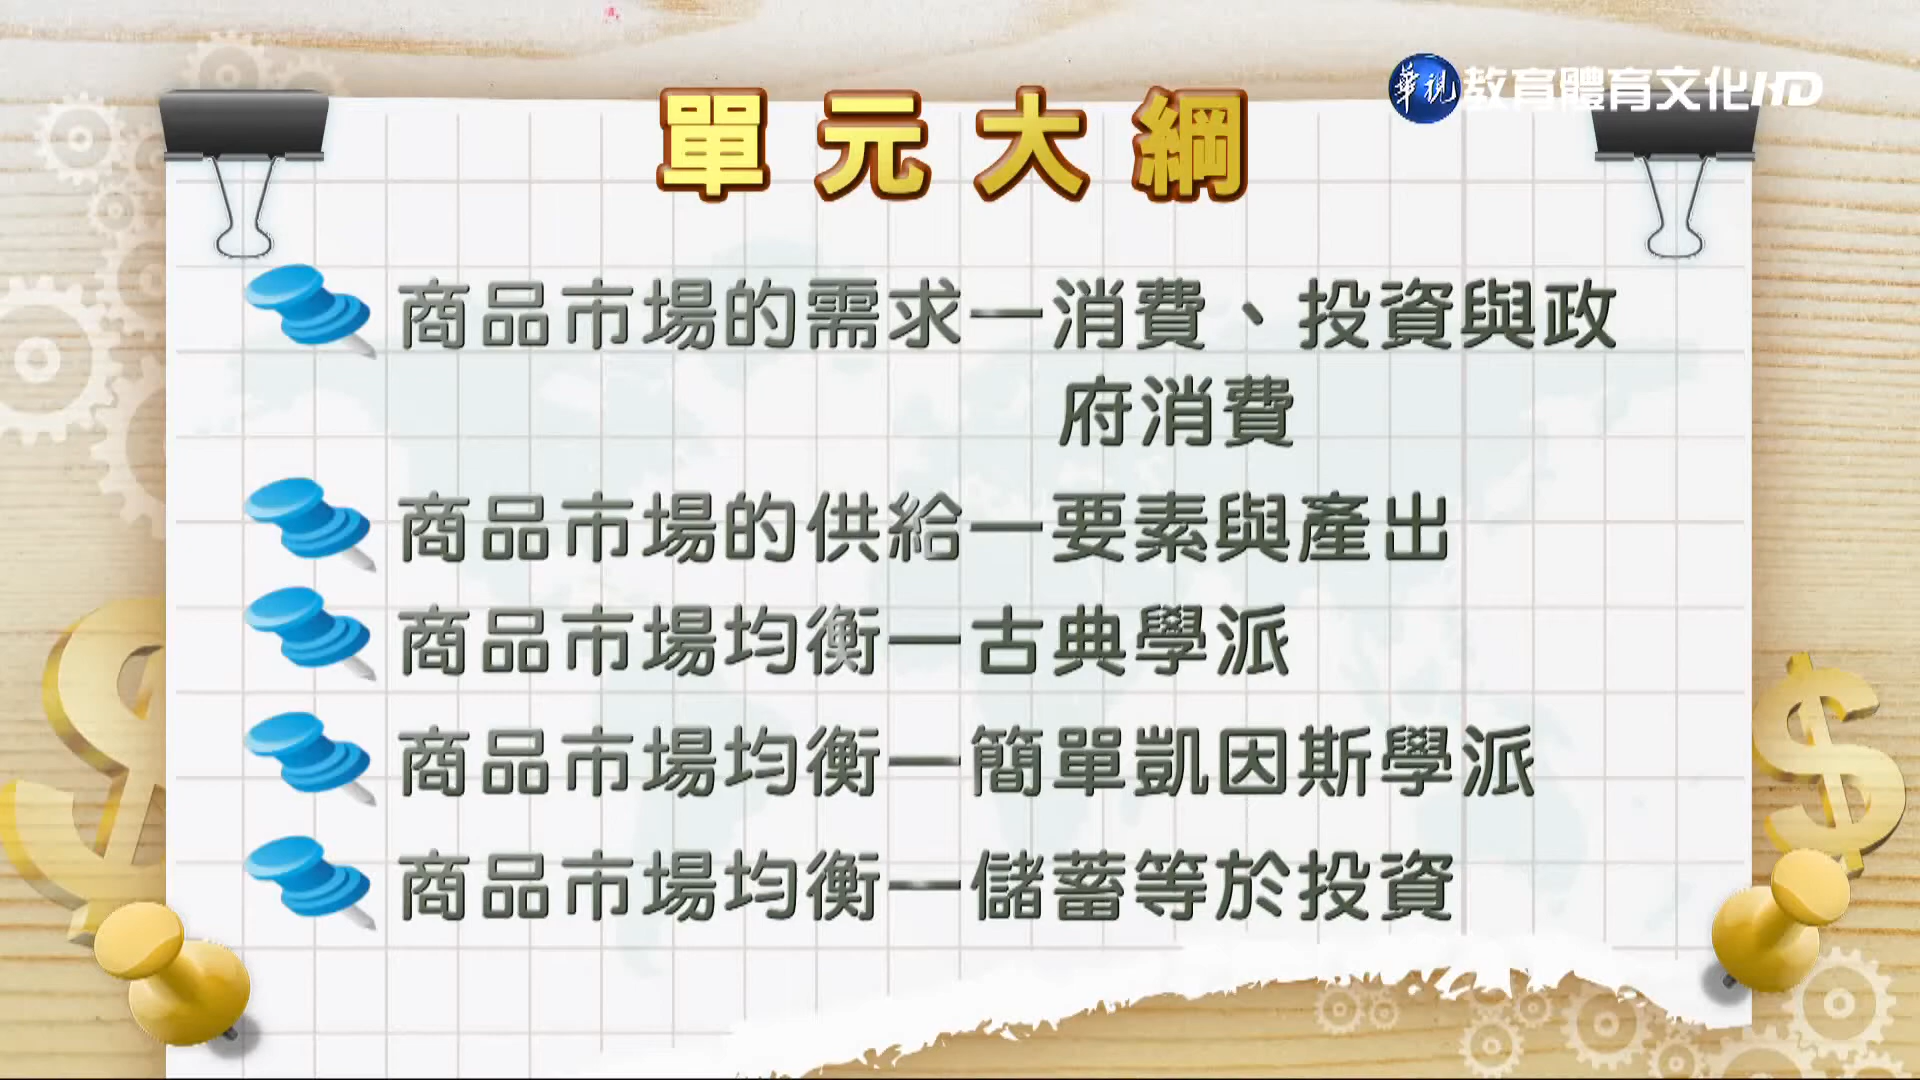 華視 教育體育文化HD
單元大綱
商品市場的需求—消費、投資與政
府消費
商品市場的供給—要素與產出
商品市場均衡—古典學派
商品市場均衡—簡單凱因斯學派
商品市場均衡—儲蓄等於投資